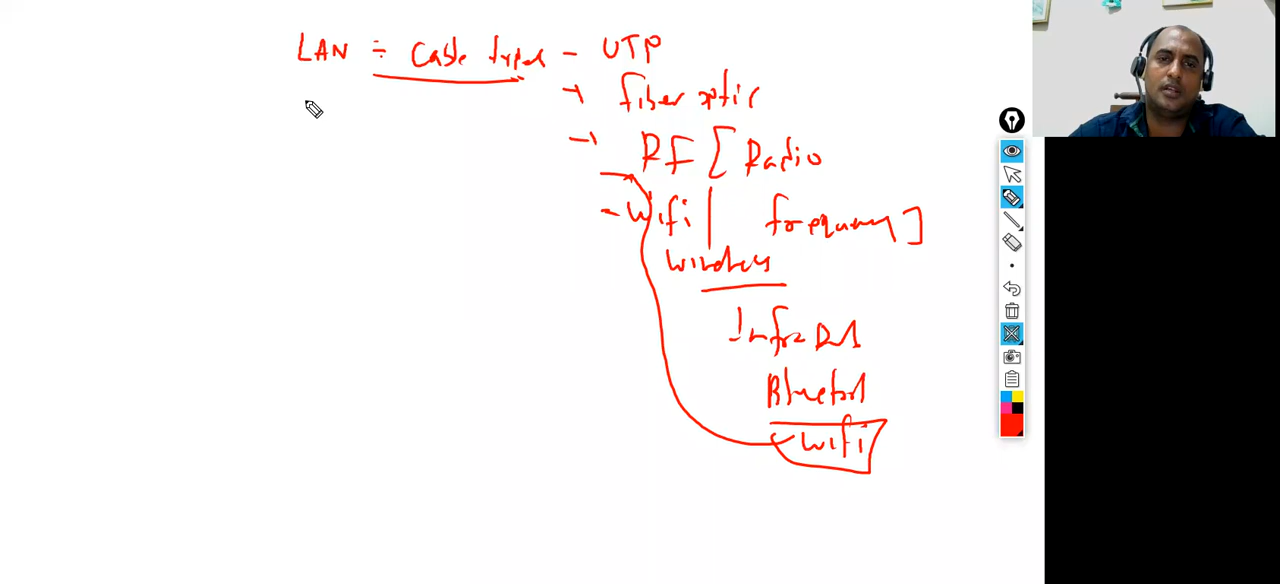 LAN ÷ Cable types - UTP
→ fiber optic
→ RF [Radio
frequency]
- Wifi |
Wireless
InfraRed
Bluetooth
Wifi